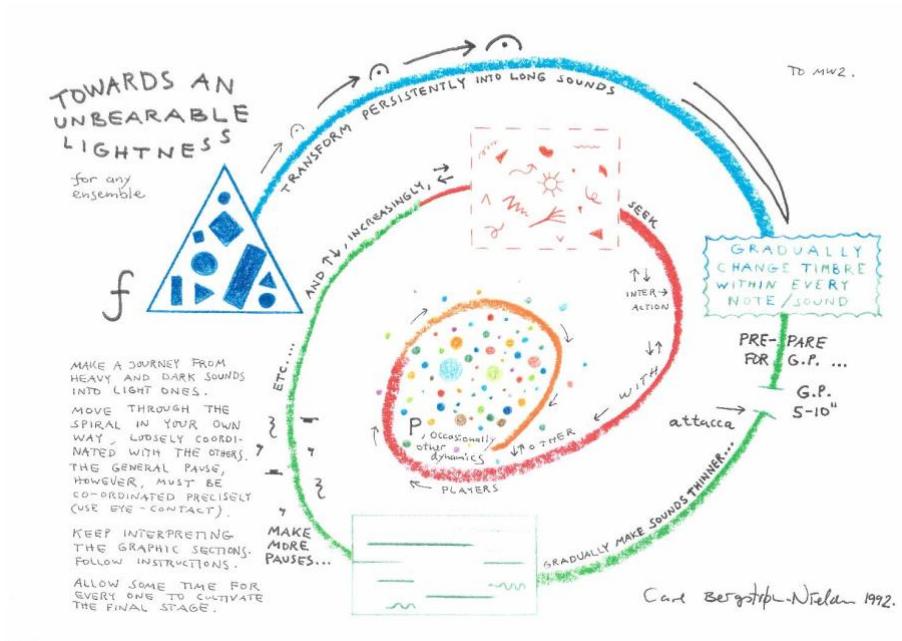 TOWARDS AN
UNBEARABLE
LIGHTNESS
for any
ensemble
TO MW2.
f
TRANSFORM PERSISTENTLY INTO LONG SOUNDS
GRADUALLY
CHANGE TIMBRE
WITHIN EVERY
NOTE/SOUND
PRE-PARE
FOR G.P. ...
G.P.
5-10"
attacca
GRADUALLY MAKE SOUNDS THINNER...
MAKE
MORE
PAUSES...
ETC....
AND ↑↓, INCREASINGLY,
SEEK
INTER→
ACTION
WITH
OTHER
PLAYERS
P, OCCASIONALLY
other
dynamics
MAKE A JOURNEY FROM
HEAVY AND DARK SOUNDS
INTO LIGHT ONES.
MOVE THROUGH THE
SPIRAL IN YOUR OWN
WAY, LOOSELY COORDI-
NATED WITH THE OTHERS.
THE GENERAL PAUSE,
HOWEVER, MUST BE
CO-ORDINATED PRECISELY
(USE EYE-CONTACT).
KEEP INTERPRETING
THE GRAPHIC SECTIONS.
FOLLOW INSTRUCTIONS.
ALLOW SOME TIME FOR
EVERY ONE TO CULTIVATE
THE FINAL STAGE.
Carl Bergstrøm-Nielsen 1992.